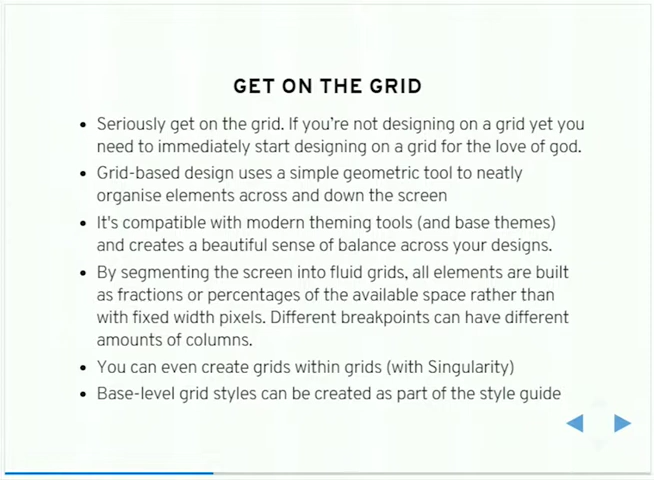 GET ON THE GRID
• Seriously get on the grid. If you're not designing on a grid yet you
need to immediately start designing on a grid for the love of god.
• Grid-based design uses a simple geometric tool to neatly
organise elements across and down the screen
• It's compatible with modern theming tools (and base themes)
and creates a beautiful sense of balance across your designs.
• By segmenting the screen into fluid grids, all elements are built
as fractions or percentages of the available space rather than
with fixed width pixels. Different breakpoints can have different
amounts of columns.
• You can even create grids within grids (with Singularity)
• Base-level grid styles can be created as part of the style guide